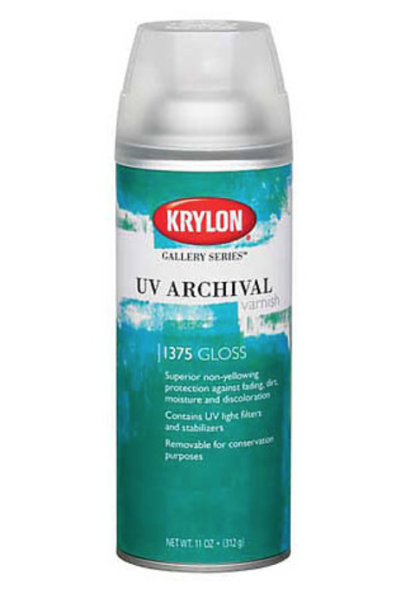 KRYLON
GALLERY SERIES™
UV ARCHIVAL
varnish
1375 GLOSS
Superior non-yellowing
protection against fading, dirt,
moisture and discoloration
Contains UV light filters
and stabilizers
Removable for conservation
purposes
NET WT. 11 OZ • (312 g)